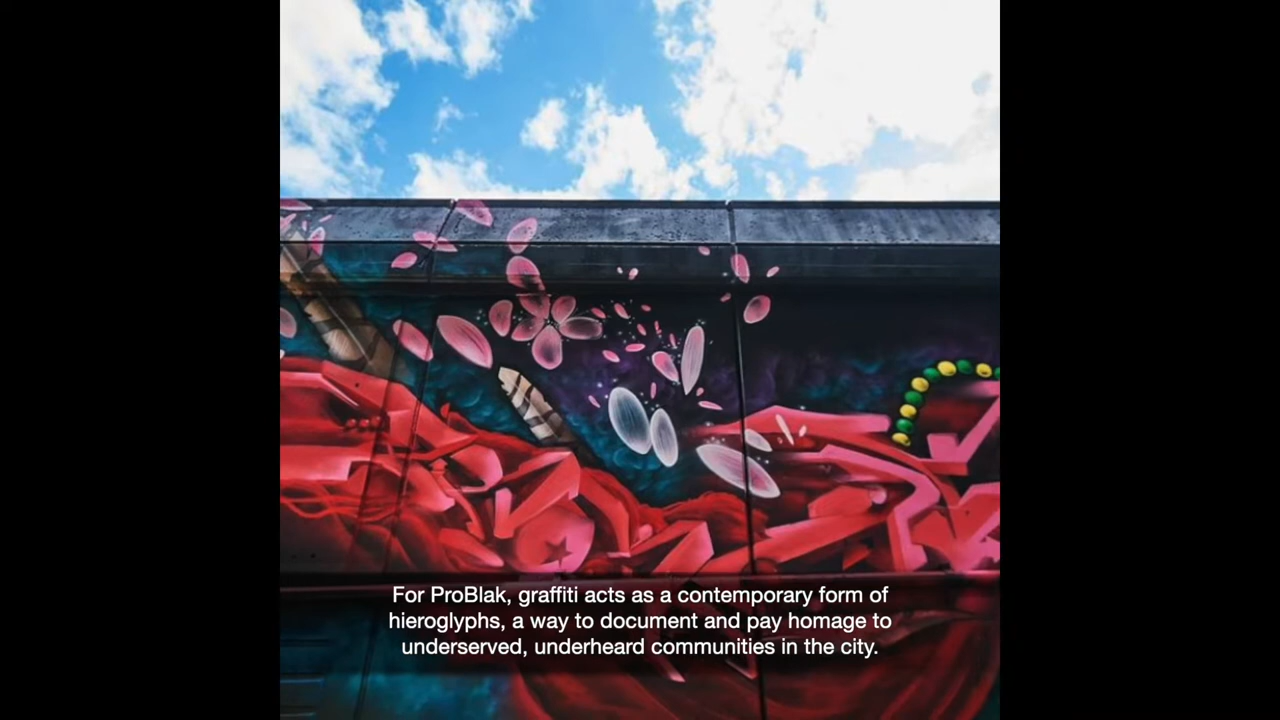 For ProBlak, graffiti acts as a contemporary form of
hieroglyphs, a way to document and pay homage to
underserved, underheard communities in the city.